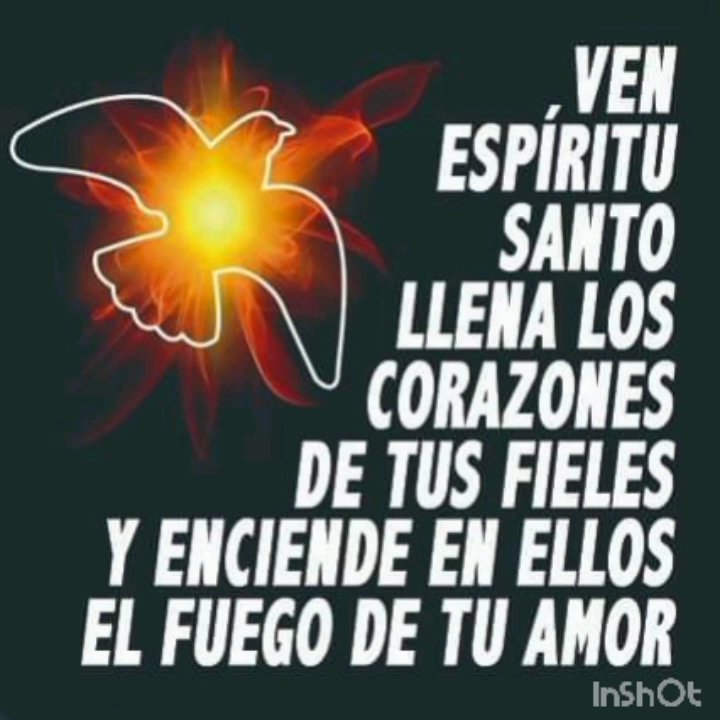 VEN
ESPÍRITU
SANTO
LLENA LOS
CORAZONES
DE TUS FIELES
Y ENCIENDE EN ELLOS
EL FUEGO DE TU AMOR
InShOt